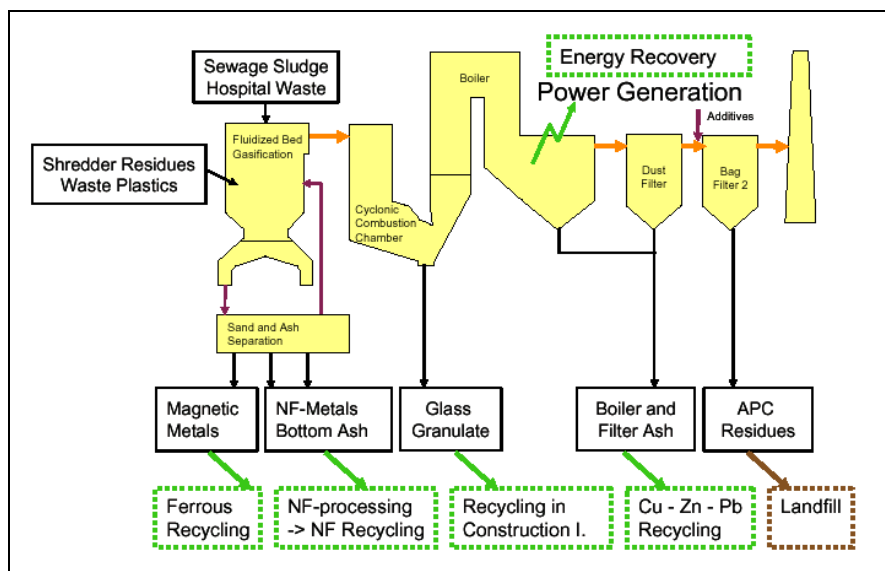 Energy Recovery
Power Generation
Sewage Sludge
Hospital Waste
Boiler
Additives
Fluidized Bed
Gasification
Shredder Residues
Waste Plastics
Dust
Filter
Bag
Filter 2
Cyclonic
Combustion
Chamber
Sand and Ash
Separation
Magnetic
Metals
NF-Metals
Bottom Ash
Glass
Granulate
Boiler and
Filter Ash
APC
Residues
Ferrous
Recycling
NF-processing
-> NF Recycling
Recycling in
Construction I.
Cu - Zn - Pb
Recycling
Landfill